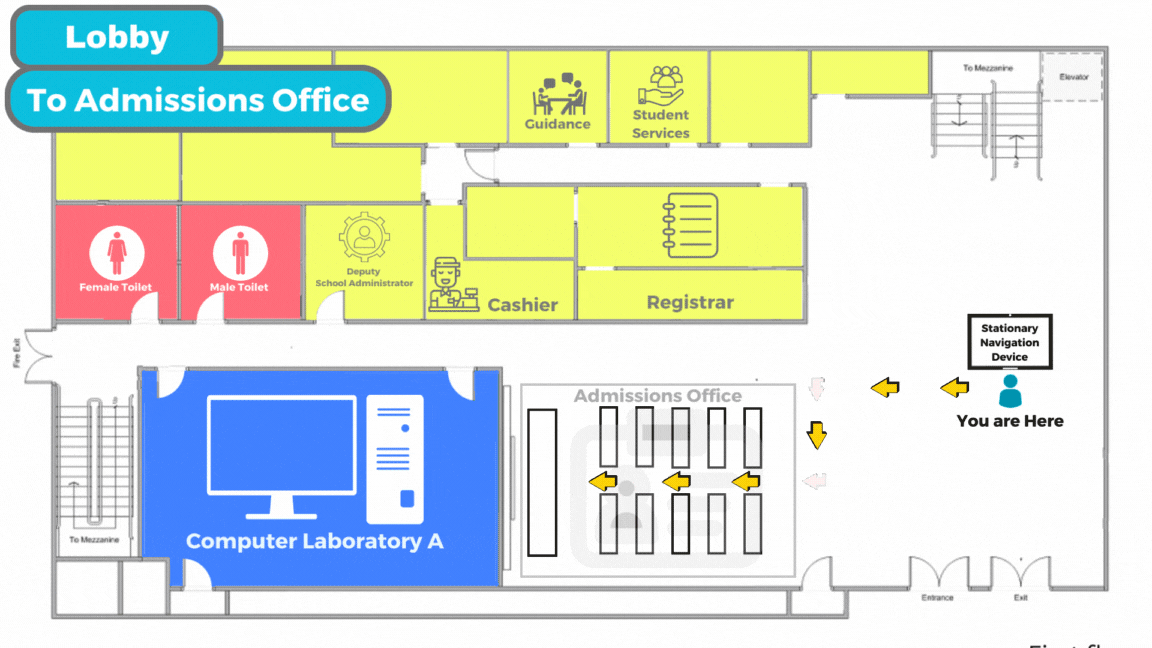 Lobby
To Admissions Office
To Mezzanine
Elevator
Guidance
Student
Services
Female Toilet
Male Toilet
Deputy
School Administrator
Cashier
Registrar
Fire Exit
Stationary
Navigation
Device
You are Here
Admissions Office
Computer Laboratory A
To Mezzanine
Entrance
Exit